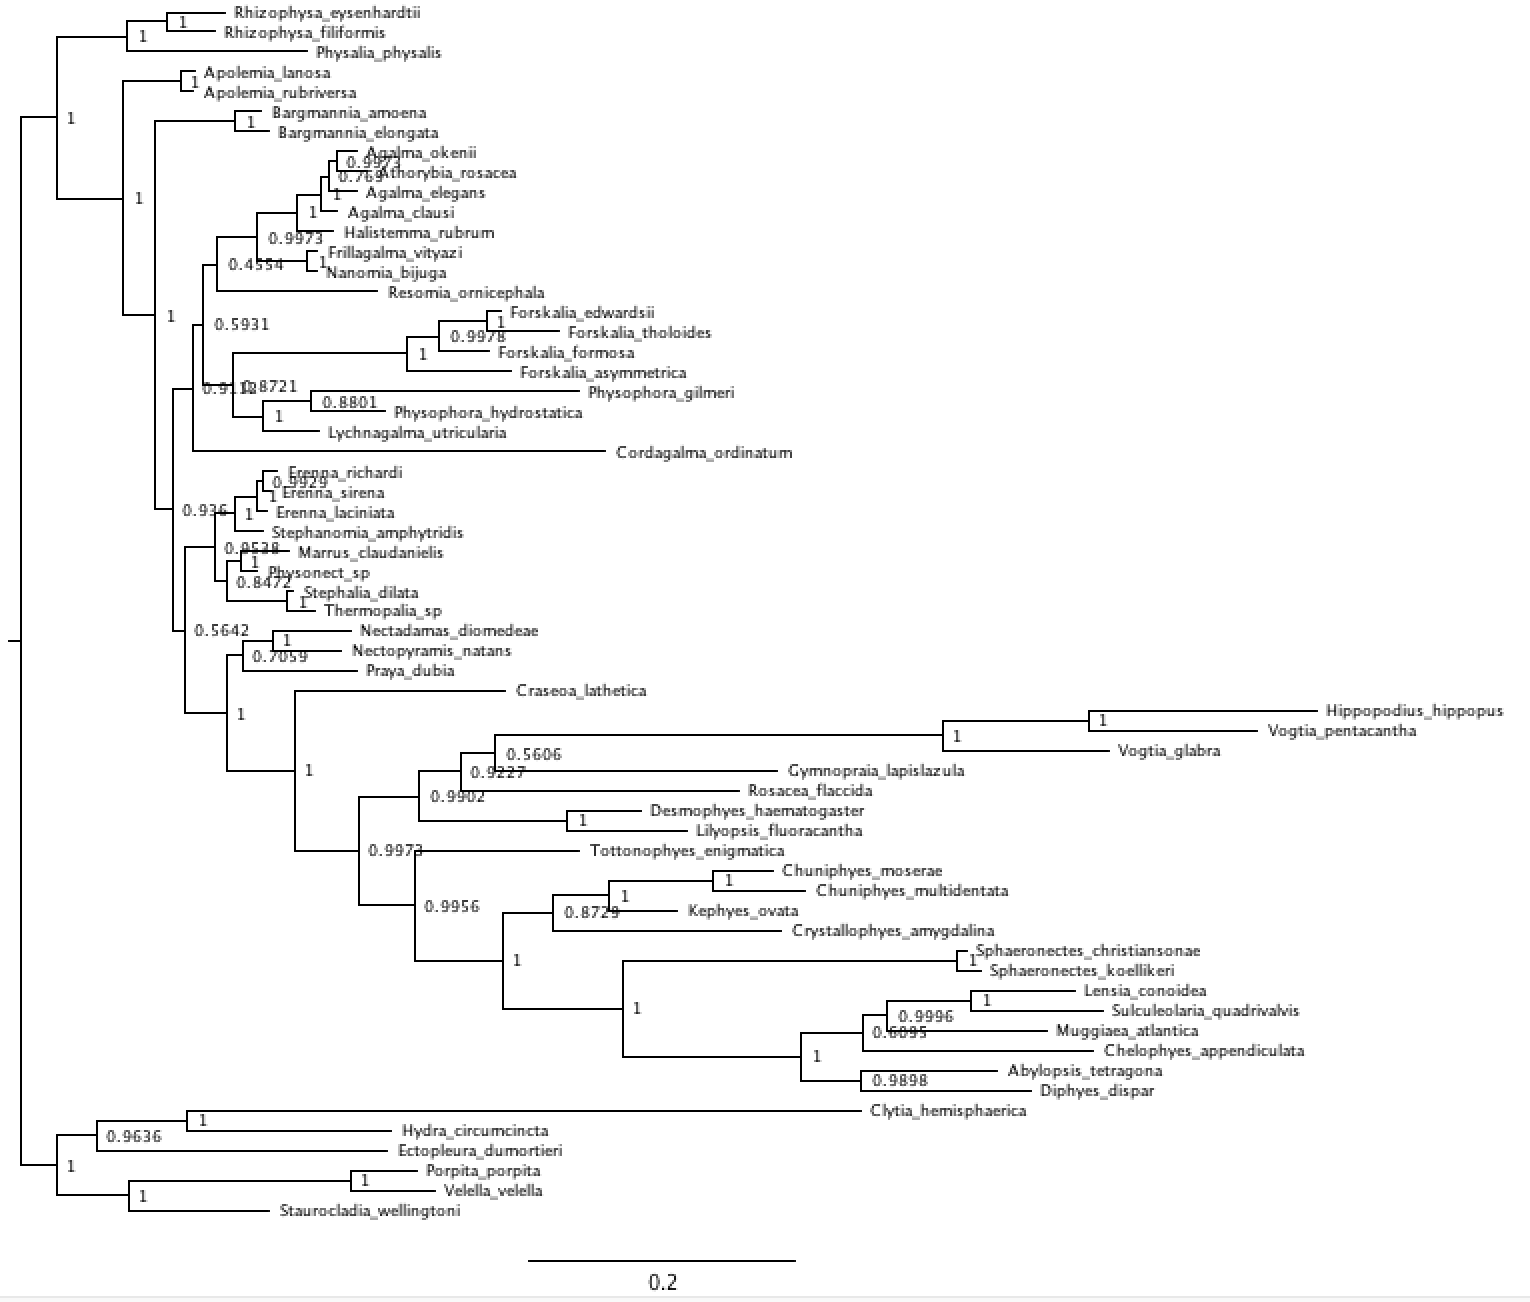 Rhizophysa_eysenhardtii
1
Rhizophysa_filiformis
1
Physalia_physalis
Apolemia_lanosa
1
Apolemia_rubriversa
Bargmannia_amoena
1
1
Bargmannia_elongata
Agalma_okenii
0.9973
Athorybia_rosacea
0.769
Agalma_elegans
1
1
Agalma_clausi
1
Halistemma_rubrum
0.9973
Frillagalma_vityazi
1
0.4554
Nanomia_bijuga
Resomia_ornicephala
Forskalia_edwardsii
1
1
0.5931
Forskalia_tholoides
0.9978
Forskalia_formosa
1
Forskalia_asymmetrica
0.8721
Physophora_gilmeri
0.8801
Physophora_hydrostatica
1
Lychnagalma_utricularia
Cordagalma_ordinatum
Erenna_richardi
0.9929
Erenna_sirena
1
0.936
Erenna_laciniata
1
Stephanomia_amphytridis
0.9538
Marrus_claudanielis
1
Physonect_sp
0.8472
Stephalia_dilata
1
Thermopalia_sp
0.5642
Nectadamas_diomedeae
1
Nectopyramis_natans
0.7059
Praya_dubia
Craseoa_lathetica
1
Hippopodius_hippopus
1
Vogtia_pentacantha
1
Vogtia_glabra
0.5606
1
0.9227
Gymnopraia_lapislazula
Rosacea_flaccida
0.9902
Desmophyes_haematogaster
1
Lilyopsis_fluoracantha
0.9973
Tottonophyes_enigmatica
Chuniphyes_moserae
1
Chuniphyes_multidentata
1
0.9956
0.8729
Kephyes_ovata
Crystallophyes_amygdalina
Sphaeronectes_christiansonae
1
1
Sphaeronectes_koellikeri
Lensia_conoidea
1
1
Sulculeolaria_quadrivalvis
0.9996
Muggiaea_atlantica
0.6095
Chelophyes_appendiculata
1
Abylopsis_tetragona
0.9898
Diphyes_dispar
Clytia_hemisphaerica
1
Hydra_circumcincta
0.9636
Ectopleura_dumortieri
1
Porpita_porpita
1
Velella_velella
1
Staurocladia_wellingtoni
0.2